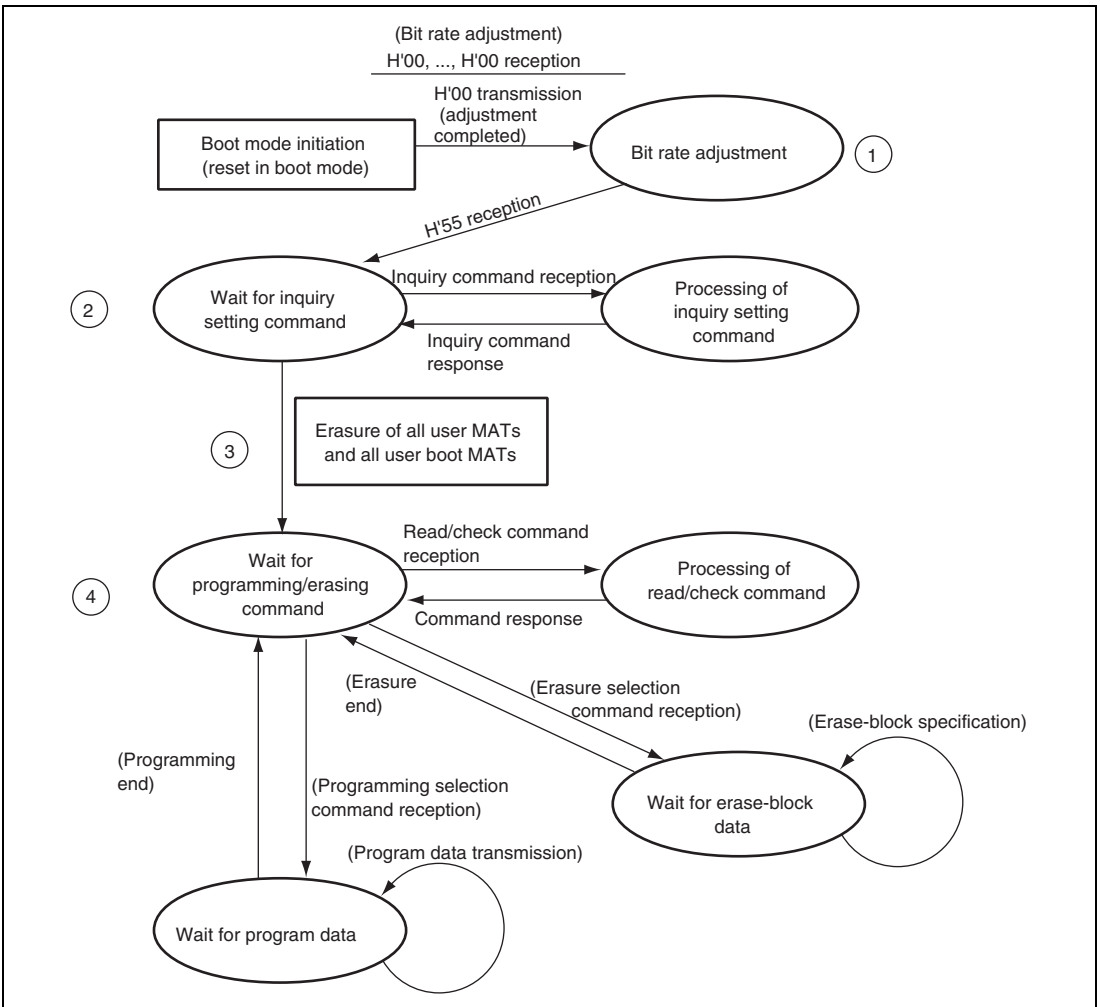 (Bit rate adjustment)
H'00, ..., H'00 reception
H'00 transmission
(adjustment
completed)
Boot mode initiation
(reset in boot mode)
Bit rate adjustment
1
H'55 reception
2
Wait for inquiry
setting command
Inquiry command reception
Inquiry command
response
Processing of
inquiry setting
command
3
Erasure of all user MATs
and all user boot MATs
4
Wait for
programming/erasing
command
Read/check command
reception
Command response
Processing of
read/check command
(Erasure
end)
(Erasure selection
command reception)
(Erase-block specification)
Wait for erase-block
data
(Programming
end)
(Programming selection
command reception)
(Program data transmission)
Wait for program data